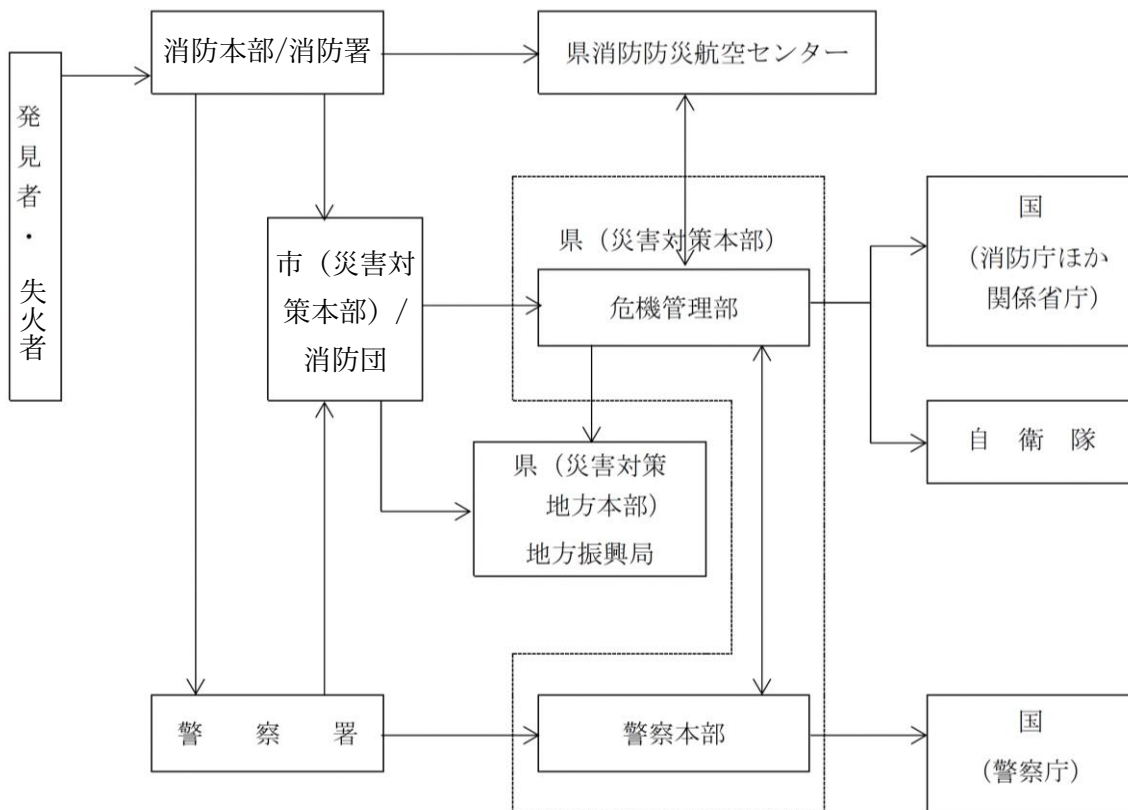 消防本部/消防署
県消防防災航空センター
発見者・失火者
県（災害対策本部）
国
（消防庁ほか
関係省庁）
市（災害対
策本部）/
消防団
危機管理部
自衛隊
県（災害対策
地方本部）
地方振興局
警察署
警察本部
国
（警察庁）